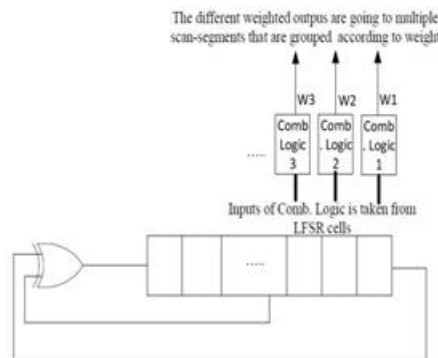 The different weighted outpus are going to multiple
scan-segments that are grouped according to weight
W3 W2 W1
Comb Logic 3
Comb . Logic 2
Comb . Logic 1
.....
Inputs of Comb. Logic is taken from
LFSR cells
.....